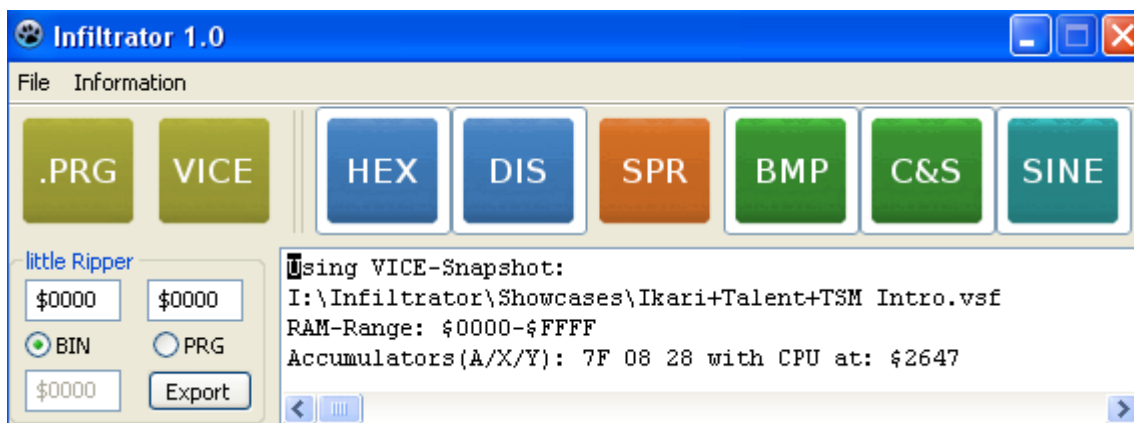 Infiltrator 1.0
File Information
.PRG VICE HEX DIS SPR BMP C&S SINE
little Ripper
$0000 $0000
BIN PRG
$0000 Export
Using VICE-Snapshot:
I:\Infiltrator\Showcases\Ikari+Talent+TSM Intro.vsf
RAM-Range: $0000-$FFFF
Accumulators(A/X/Y): 7F 08 28 with CPU at: $2647